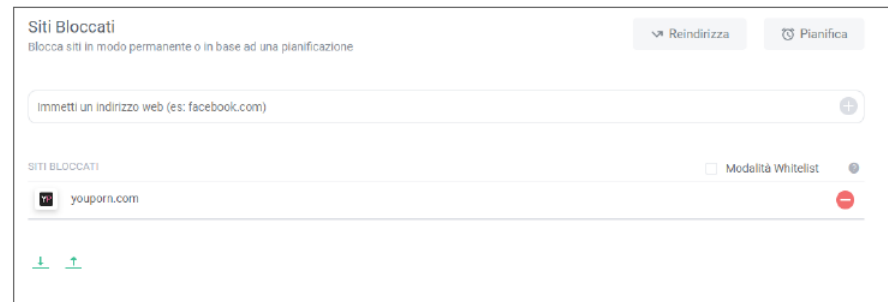 Siti Bloccati
Blocca siti in modo permanente o in base ad una pianificazione
Reindirizza
Pianifica
Immetti un indirizzo web (es: facebook.com)
SITI BLOCCATI
Modalità Whitelist
?
YP
youporn.com